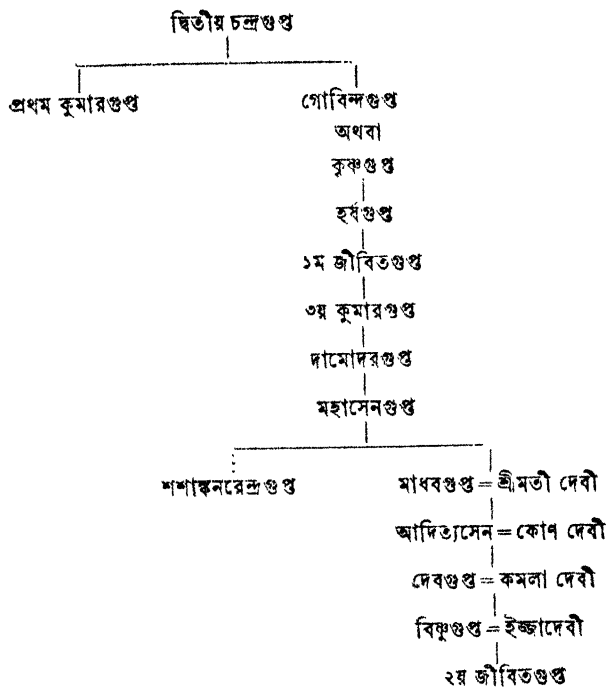 দ্বিতীয় চন্দ্রগুপ্ত
প্রথম কুমারগুপ্ত গোবিন্দগুপ্ত
অথবা
কৃষ্ণগুপ্ত
হর্ষগুপ্ত
১ম জীবিতগুপ্ত
৩য় কুমারগুপ্ত
দামোদরগুপ্ত
মহাসেনগুপ্ত
শশাঙ্কনরেন্দ্রগুপ্ত মাধবগুপ্ত = শ্রীমতী দেবী
আদিত্যসেন = কোণ দেবী
দেবগুপ্ত = কমলা দেবী
বিষ্ণুগুপ্ত = ইজ্জাদেবী
২য় জীবিতগুপ্ত